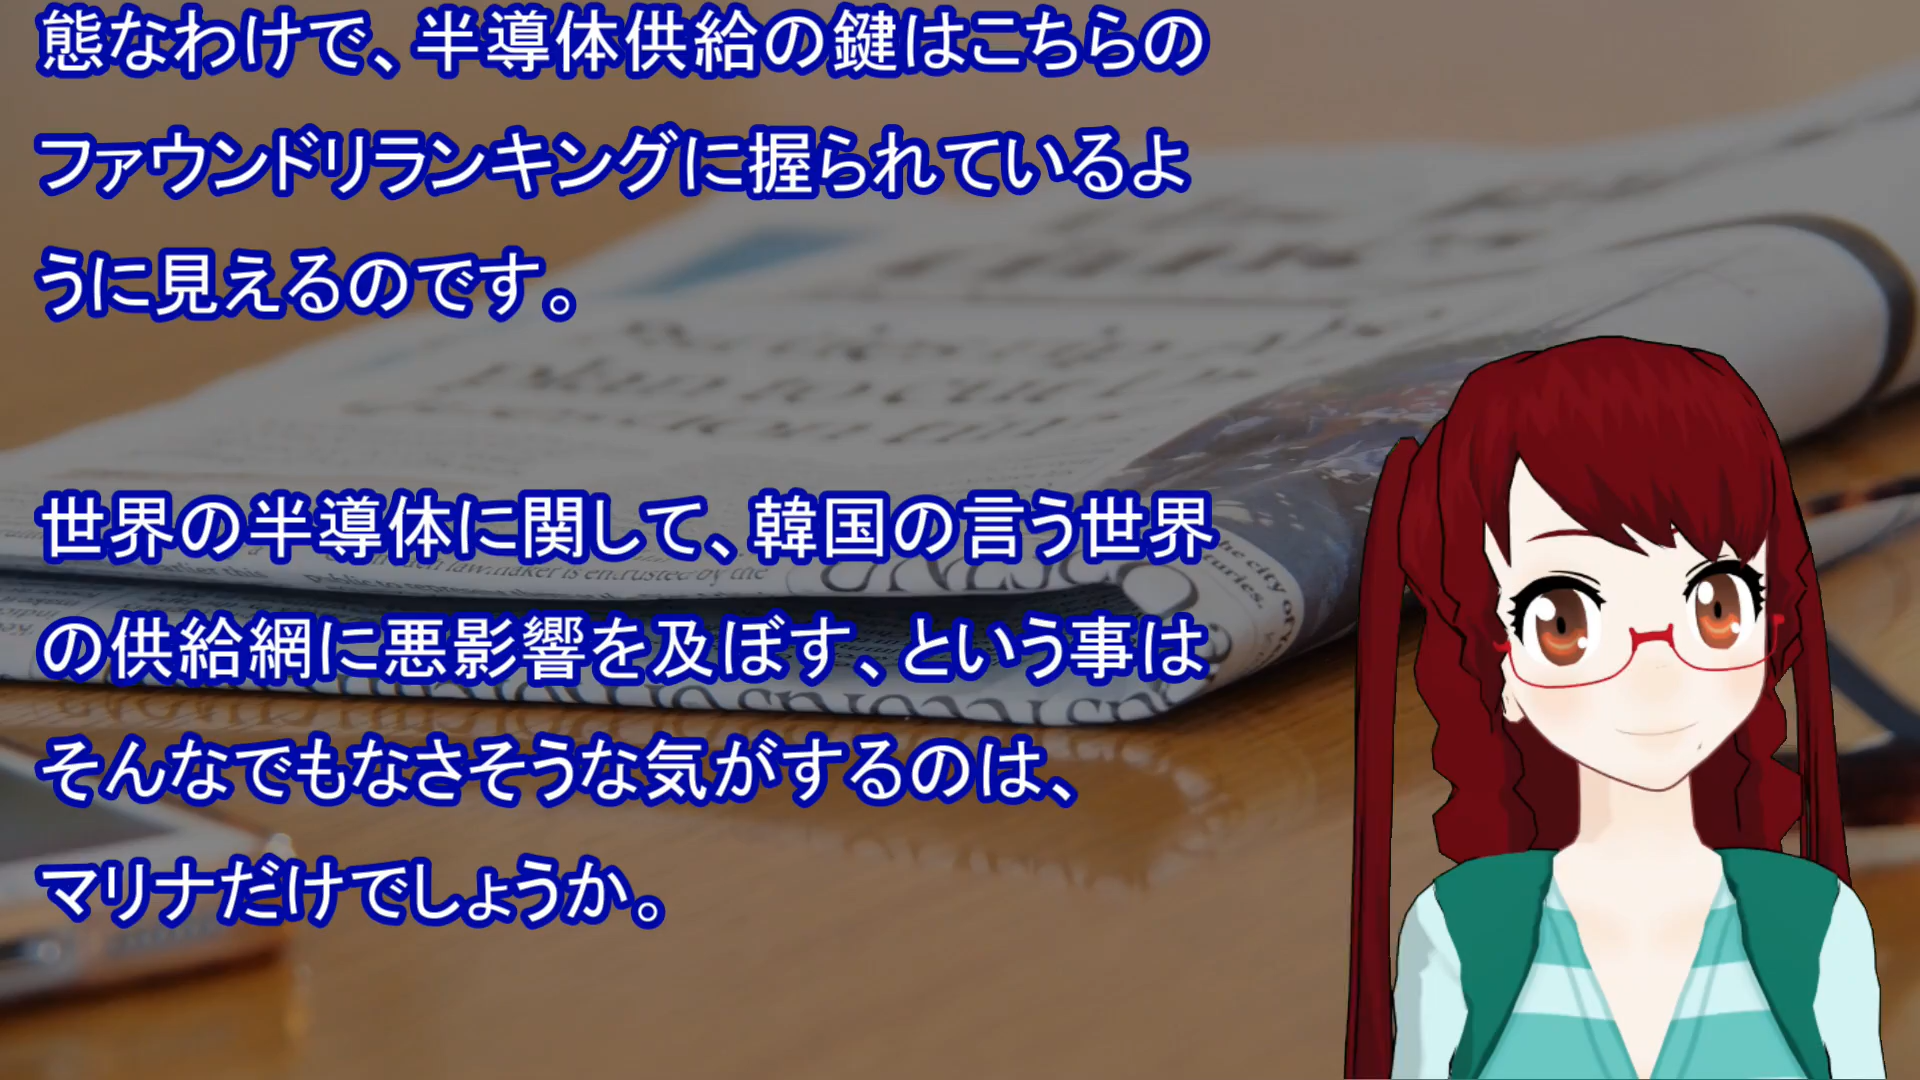 態なわけで、半導体供給の鍵はこちらの
ファウンドリランキングに握られているよ
うに見えるのです。
世界の半導体に関して、韓国の言う世界
の供給網に悪影響を及ぼす、という事は
そんなでもなさそうな気がするのは、
マリナだけでしょうか。